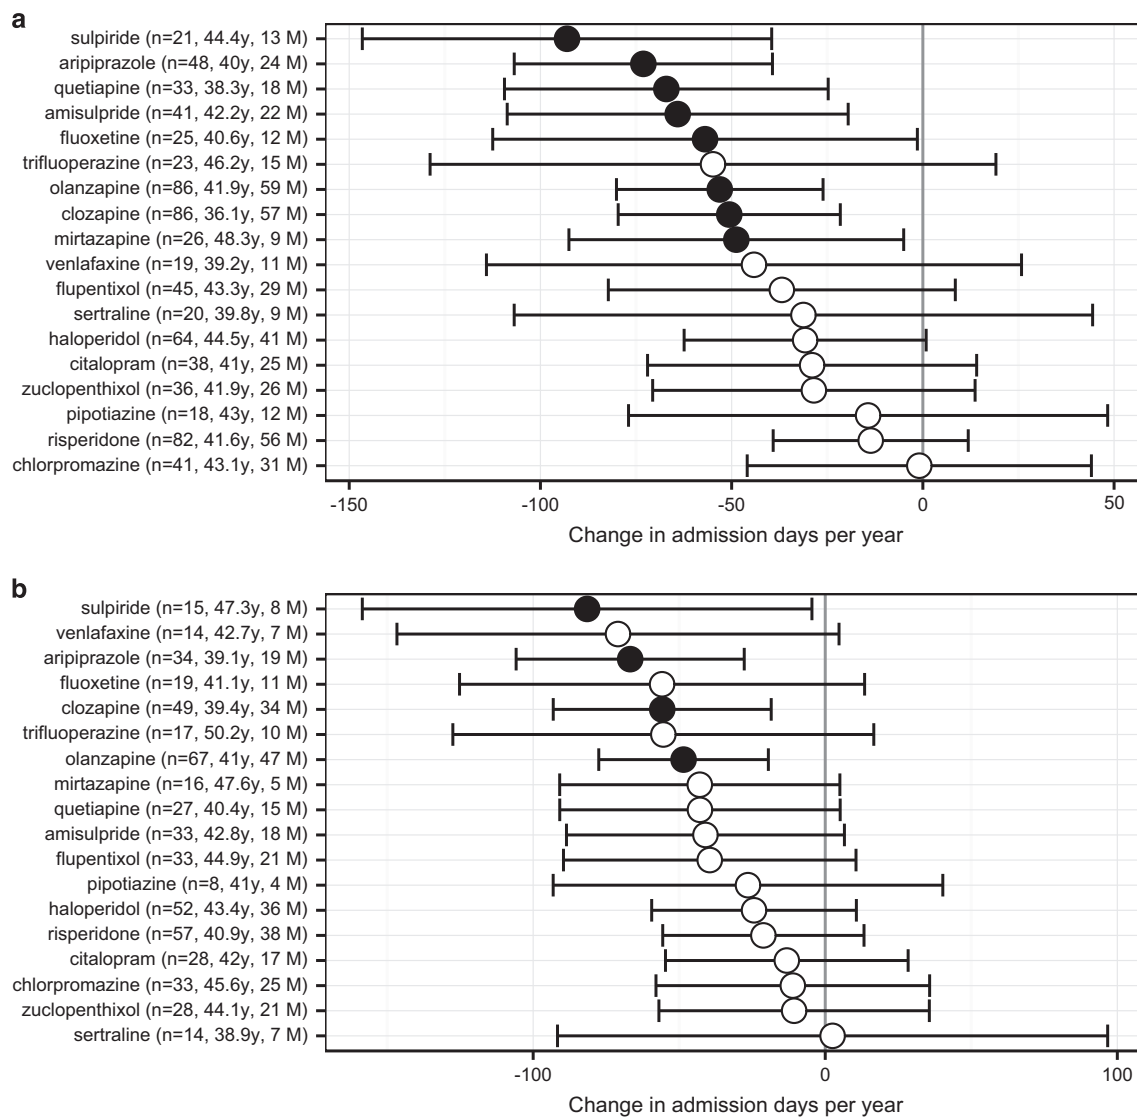 a
sulpiride (n=21, 44.4y, 13 M)
aripiprazole (n=48, 40y, 24 M)
quetiapine (n=33, 38.3y, 18 M)
amisulpride (n=41, 42.2y, 22 M)
fluoxetine (n=25, 40.6y, 12 M)
trifluoperazine (n=23, 46.2y, 15 M)
olanzapine (n=86, 41.9y, 59 M)
clozapine (n=86, 36.1y, 57 M)
mirtazapine (n=26, 48.3y, 9 M)
venlafaxine (n=19, 39.2y, 11 M)
flupentixol (n=45, 43.3y, 29 M)
sertraline (n=20, 39.8y, 9 M)
haloperidol (n=64, 44.5y, 41 M)
citalopram (n=38, 41y, 25 M)
zuclopenthixol (n=36, 41.9y, 26 M)
pipotiazine (n=18, 43y, 12 M)
risperidone (n=82, 41.6y, 56 M)
chlorpromazine (n=41, 43.1y, 31 M)
-150 -100 -50 0 50
Change in admission days per year
b
sulpiride (n=15, 47.3y, 8 M)
venlafaxine (n=14, 42.7y, 7 M)
aripiprazole (n=34, 39.1y, 19 M)
fluoxetine (n=19, 41.1y, 11 M)
clozapine (n=49, 39.4y, 34 M)
trifluoperazine (n=17, 50.2y, 10 M)
olanzapine (n=67, 41y, 47 M)
mirtazapine (n=16, 47.6y, 5 M)
quetiapine (n=27, 40.4y, 15 M)
amisulpride (n=33, 42.8y, 18 M)
flupentixol (n=33, 44.9y, 21 M)
pipotiazine (n=8, 41y, 4 M)
haloperidol (n=52, 43.4y, 36 M)
risperidone (n=57, 40.9y, 38 M)
citalopram (n=28, 42y, 17 M)
chlorpromazine (n=33, 45.6y, 25 M)
zuclopenthixol (n=28, 44.1y, 21 M)
sertraline (n=14, 38.9y, 7 M)
-100 0 100
Change in admission days per year